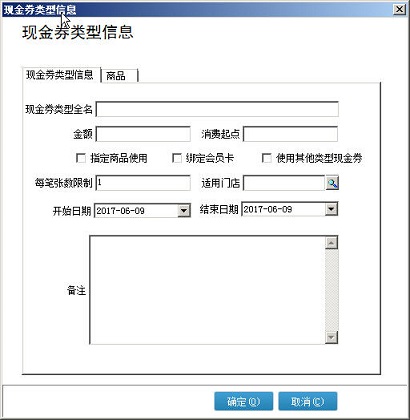 现金券类型信息
现金券类型信息
现金券类型信息 商品
现金券类型全名
金额 消费起点
指定商品使用 绑定会员卡 使用其他类型现金券
每笔张数限制 1 适用门店
开始日期 2017-06-09 结束日期 2017-06-09
备注
确定(O) 取消(C)